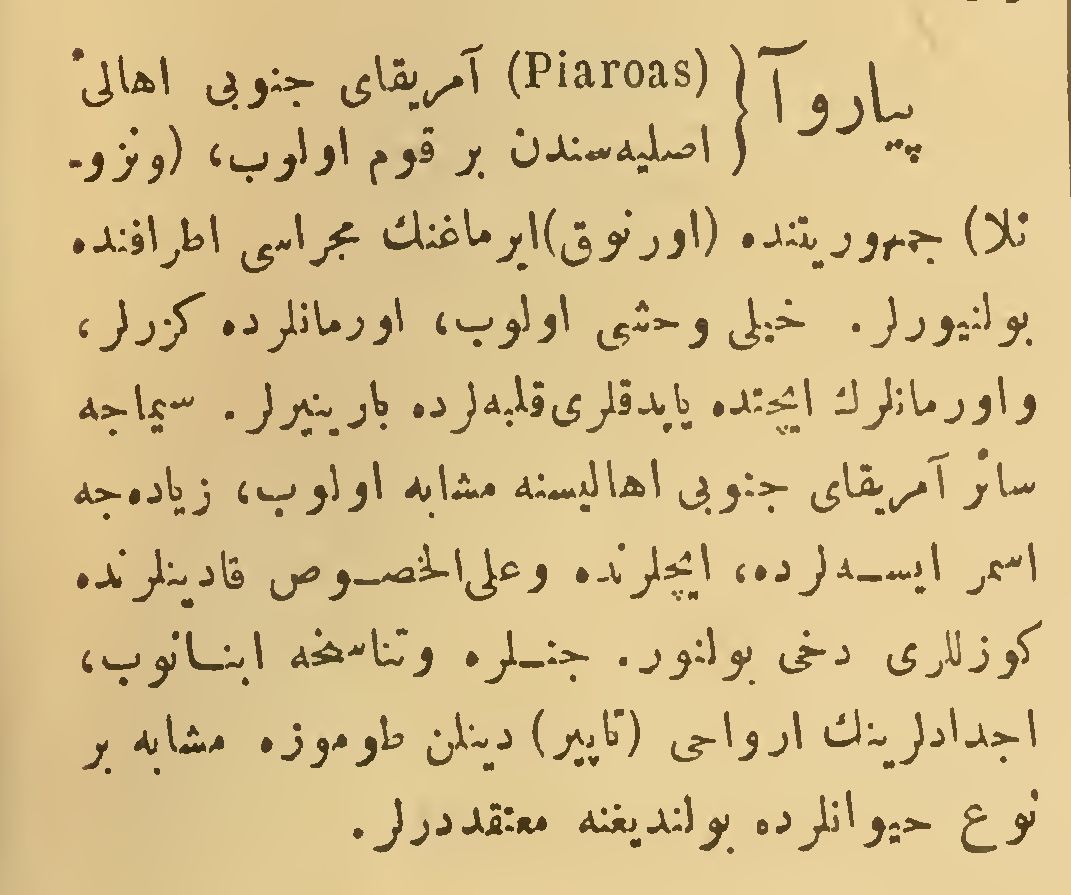 پیاروآ { (Piaroas) آمریقای جنوبی اهالئ
اصلیه‌سندن بر قوم اولوب، (ونزو-
ئلا) جمهوریتنده (اورنوق) ایرماغنك مجراسی اطرافنده
بولنیورلر. خیلی وحشی اولوب، اورمانلرده کزرلر،
واورمانلرك ایچنده یاپدقلری قلبه‌لرده بارینیرلر. سیماجه
سائر آمریقای جنوبی اهالیسنه مشابه اولوب، زیاده‌جه
اسمر ایسه‌لرده، ایچلرنده وعلی‌الخصوص قادینلرنده
کوزللری دخی بولنور. جنلره وتناسخه اینانوب،
اجدادلرینك ارواحی (تاپیر) دینلن طوموزه مشابه بر
نوع حیوانلرده بولندیغنه معتقددرلر.